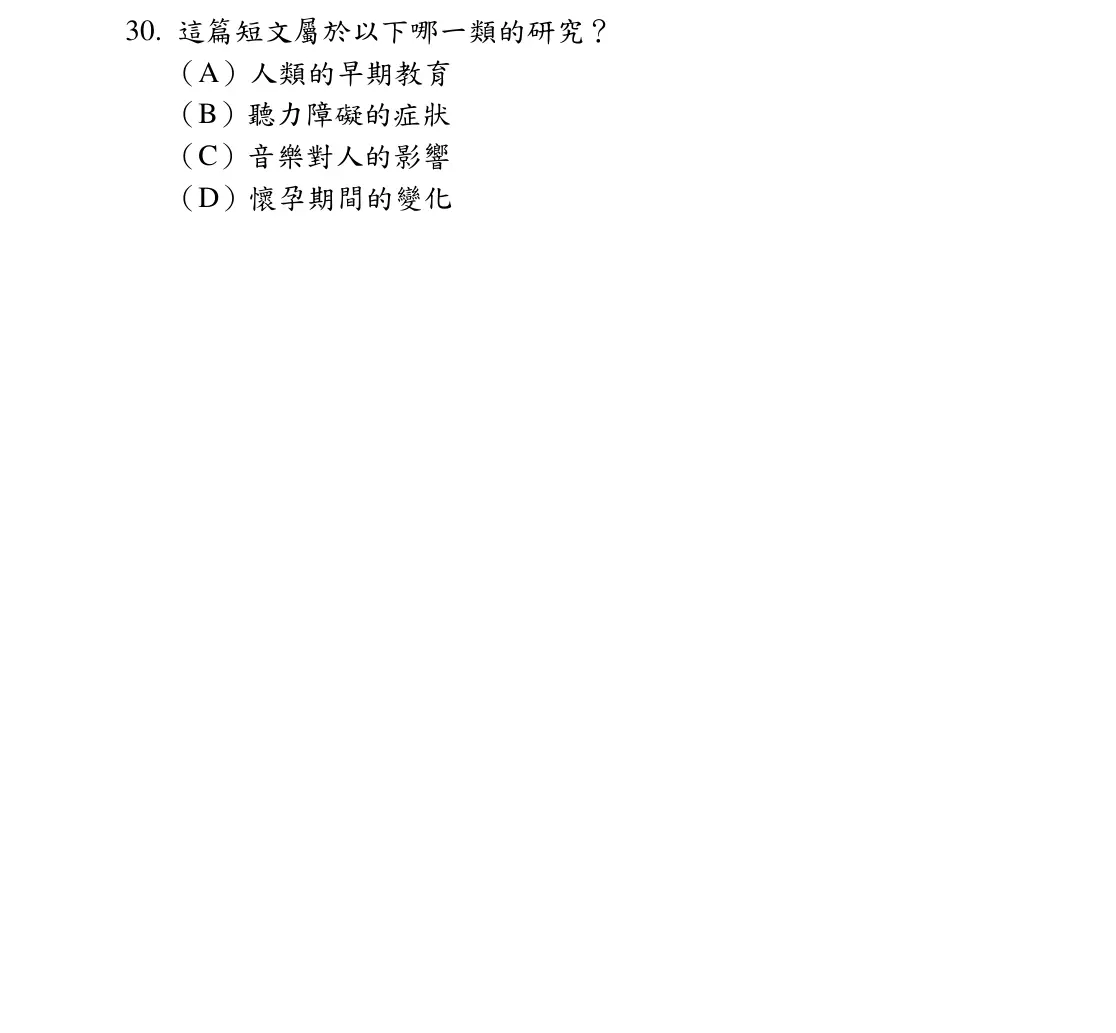 30. 這篇短文屬於以下哪一類的研究？
（A）人類的早期教育
（B）聽力障礙的症狀
（C）音樂對人的影響
（D）懷孕期間的變化